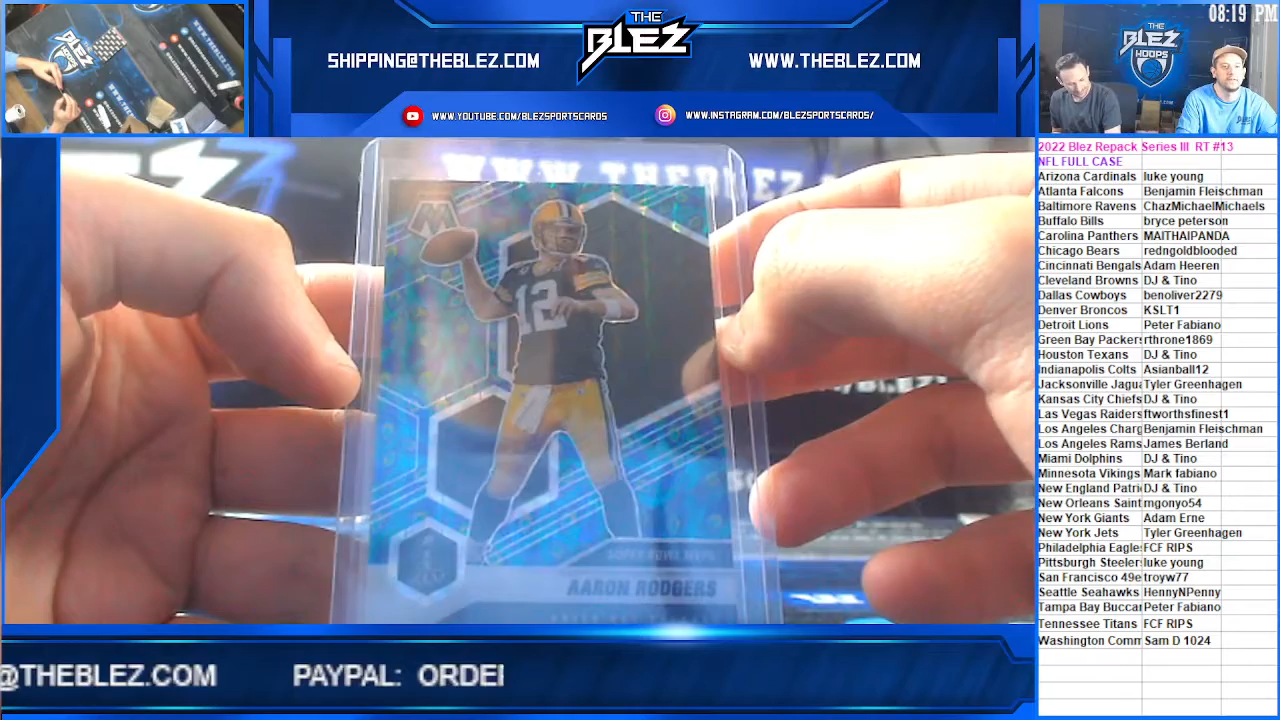 THE
BLEZ
SHIPPING@THEBLEZ.COM
WWW.THEBLEZ.COM
WWW.YOUTUBE.COM/BLEZSPORTSCARDS
WWW.INSTAGRAM.COM/BLEZSPORTSCARDS/
08:19 PM
THE
BLEZ
HOOPS
WWW.THEBLEZ
M
12
AARON RODGERS
2022 Blez Repack Series III RT #13
NFL FULL CASE
Arizona Cardinals luke young
Atlanta Falcons Benjamin Fleischman
Baltimore Ravens ChazMichaelMichaels
Buffalo Bills bryce peterson
Carolina Panthers MAITHAIPANDA
Chicago Bears redngoldblooded
Cincinnati Bengals Adam Heeren
Cleveland Browns DJ & Tino
Dallas Cowboys benoliver2279
Denver Broncos KSLT1
Detroit Lions Peter Fabiano
Green Bay Packers rthrone1869
Houston Texans DJ & Tino
Indianapolis Colts Asianball12
Jacksonville Jagua Tyler Greenhagen
Kansas City Chiefs DJ & Tino
Las Vegas Raiders ftworthsfinest1
Los Angeles Charg Benjamin Fleischman
Los Angeles Rams James Berland
Miami Dolphins DJ & Tino
Minnesota Vikings Mark fabiano
New England Patri DJ & Tino
New Orleans Saint mgonyo54
New York Giants Adam Erne
New York Jets Tyler Greenhagen
Philadelphia Eagle FCF RIPS
Pittsburgh Steeler luke young
San Francisco 49e troyw77
Seattle Seahawks HennyNPenny
Tampa Bay Buccan Peter Fabiano
Tennessee Titans FCF RIPS
Washington Comm Sam D 1024
@THEBLEZ.COM PAYPAL: ORDE